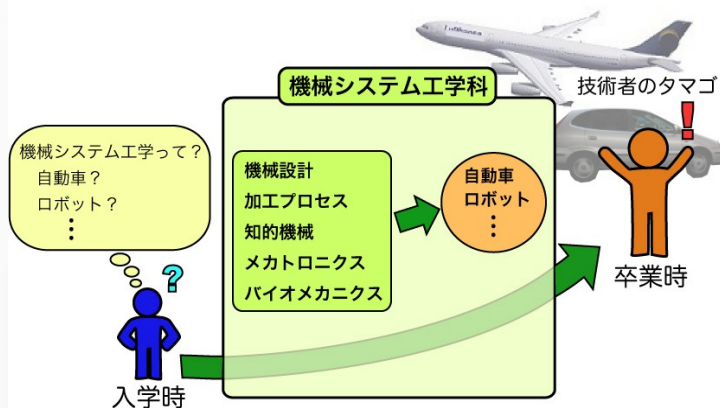 機械システム工学科
技術者のタマゴ
!
機械システム工学って？
自動車？
ロボット？
⋮
機械設計
加工プロセス
知的機械
メカトロニクス
バイオメカニクス
自動車
ロボット
⋮
?
入学時
卒業時
Lufthansa